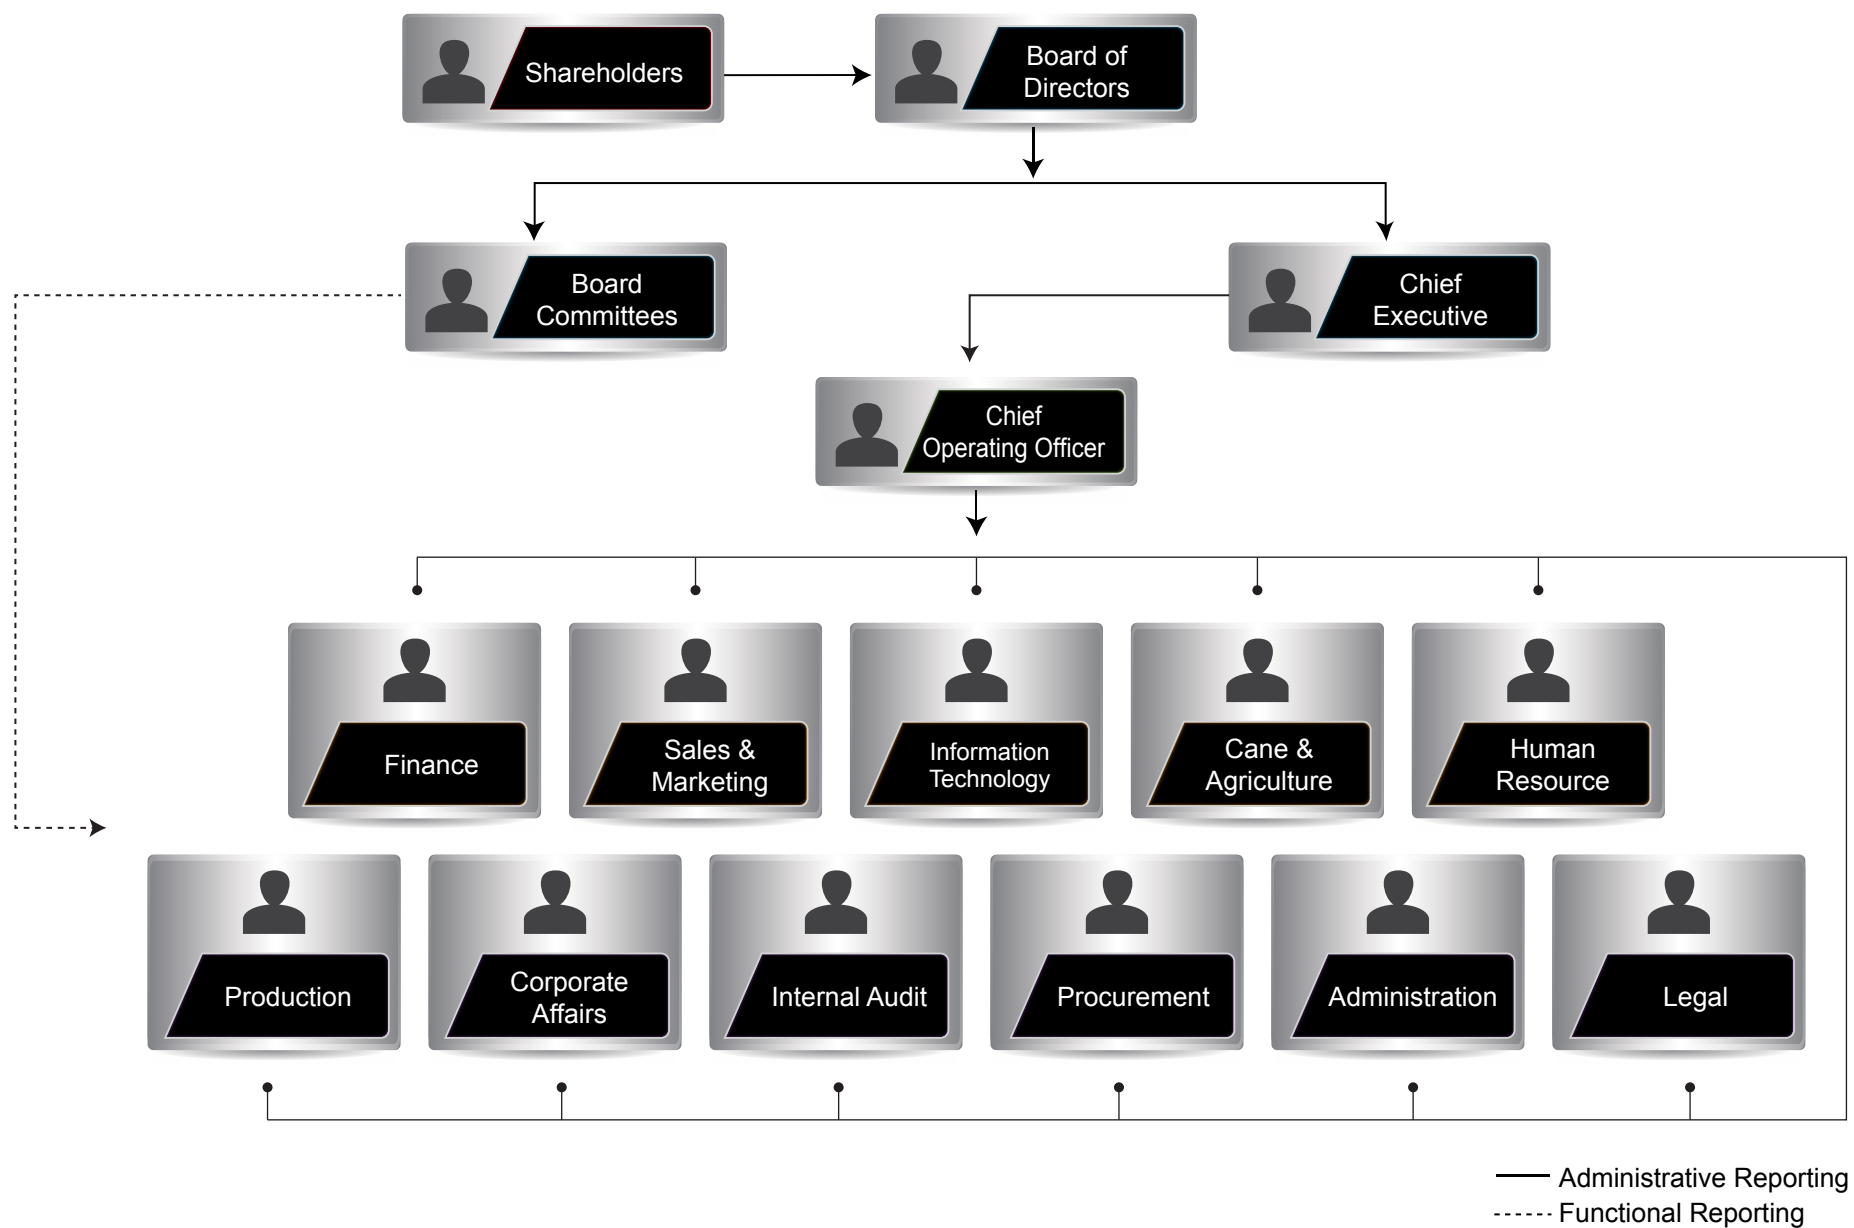 Shareholders
Board of
Directors
Board
Committees
Chief
Executive
Chief
Operating Officer
Finance
Sales &
Marketing
Information
Technology
Cane &
Agriculture
Human
Resource
Production
Corporate
Affairs
Internal Audit
Procurement
Administration
Legal
Administrative Reporting
Functional Reporting